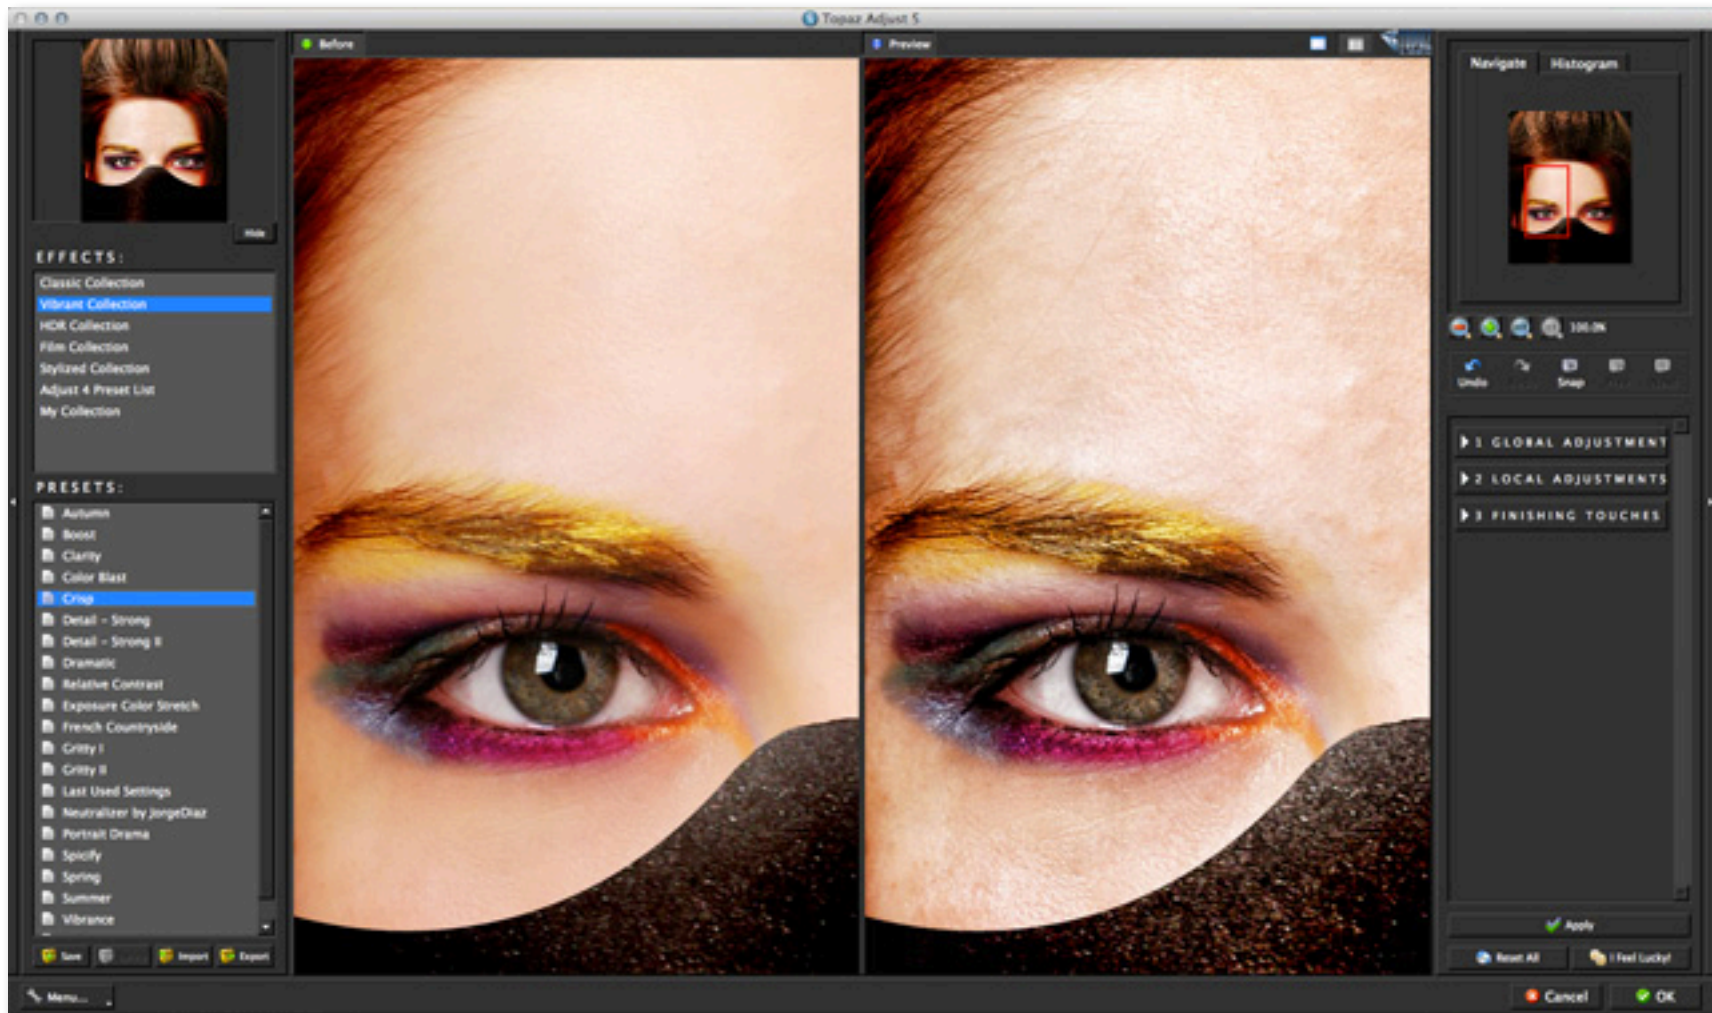 Topaz Adjust 5
Before
Preview
Hide
EFFECTS:
Classic Collection
Vibrant Collection
HDR Collection
Film Collection
Stylized Collection
Adjust 4 Preset List
My Collection
PRESETS:
Autumn
Boost
Clarity
Color Blast
Crisp
Detail - Strong
Detail - Strong II
Dramatic
Relative Contrast
Exposure Color Stretch
French Countryside
Gritty I
Gritty II
Last Used Settings
Neutralizer by JorgeDiaz
Portrait Drama
Spicify
Spring
Summer
Vibrance
Save
Import
Export
Menu...
Navigate
Histogram
100.0%
Undo
Snap
1 GLOBAL ADJUSTMENT
2 LOCAL ADJUSTMENTS
3 FINISHING TOUCHES
Apply
Reset All
I Feel Lucky!
Cancel
OK